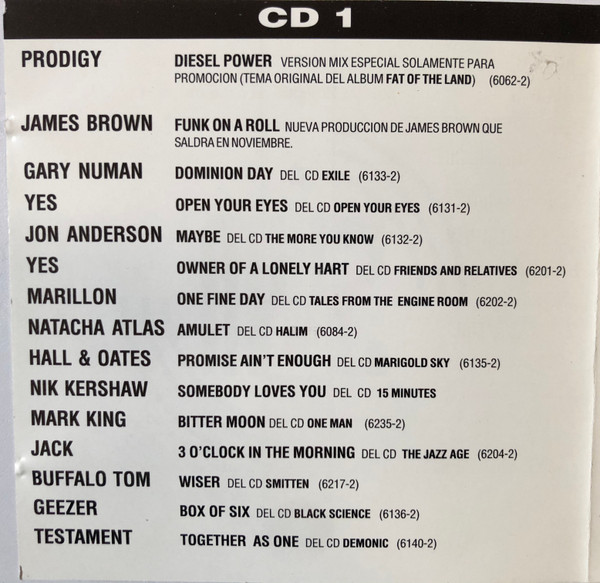 CD 1
PRODIGY DIESEL POWER VERSION MIX ESPECIAL SOLAMENTE PARA
PROMOCION (TEMA ORIGINAL DEL ALBUM FAT OF THE LAND) (6062-2)
JAMES BROWN FUNK ON A ROLL NUEVA PRODUCCION DE JAMES BROWN QUE
SALDRA EN NOVIEMBRE.
GARY NUMAN DOMINION DAY DEL CD EXILE (6133-2)
YES OPEN YOUR EYES DEL CD OPEN YOUR EYES (6131-2)
JON ANDERSON MAYBE DEL CD THE MORE YOU KNOW (6132-2)
YES OWNER OF A LONELY HART DEL CD FRIENDS AND RELATIVES (6201-2)
MARILLON ONE FINE DAY DEL CD TALES FROM THE ENGINE ROOM (6202-2)
NATACHA ATLAS AMULET DEL CD HALIM (6084-2)
HALL & OATES PROMISE AIN'T ENOUGH DEL CD MARIGOLD SKY (6135-2)
NIK KERSHAW SOMEBODY LOVES YOU DEL CD 15 MINUTES
MARK KING BITTER MOON DEL CD ONE MAN (6235-2)
JACK 3 O'CLOCK IN THE MORNING DEL CD THE JAZZ AGE (6204-2)
BUFFALO TOM WISER DEL CD SMITTEN (6217-2)
GEEZER BOX OF SIX DEL CD BLACK SCIENCE (6136-2)
TESTAMENT TOGETHER AS ONE DEL CD DEMONIC (6140-2)